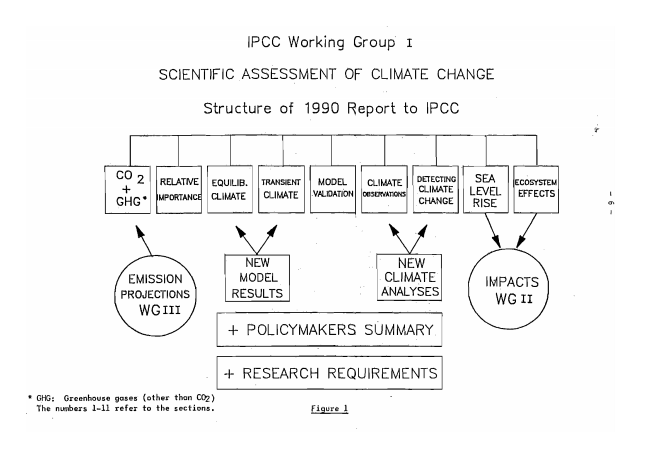 IPCC Working Group I
SCIENTIFIC ASSESSMENT OF CLIMATE CHANGE
Structure of 1990 Report to IPCC
CO 2
+
GHG*
RELATIVE
IMPORTANCE
EQUILIB.
CLIMATE
TRANSIENT
CLIMATE
MODEL
VALIDATION
CLIMATE
OBSERVATIONS
DETECTING
CLIMATE
CHANGE
SEA
LEVEL
RISE
ECOSYSTEM
EFFECTS
- 6 -
EMISSION
PROJECTIONS
WG III
NEW
MODEL
RESULTS
NEW
CLIMATE
ANALYSES
IMPACTS
WG II
+ POLICYMAKERS SUMMARY
+ RESEARCH REQUIREMENTS
* GHG: Greenhouse gases (other than CO2)
The numbers 1-11 refer to the sections.
Figure 1